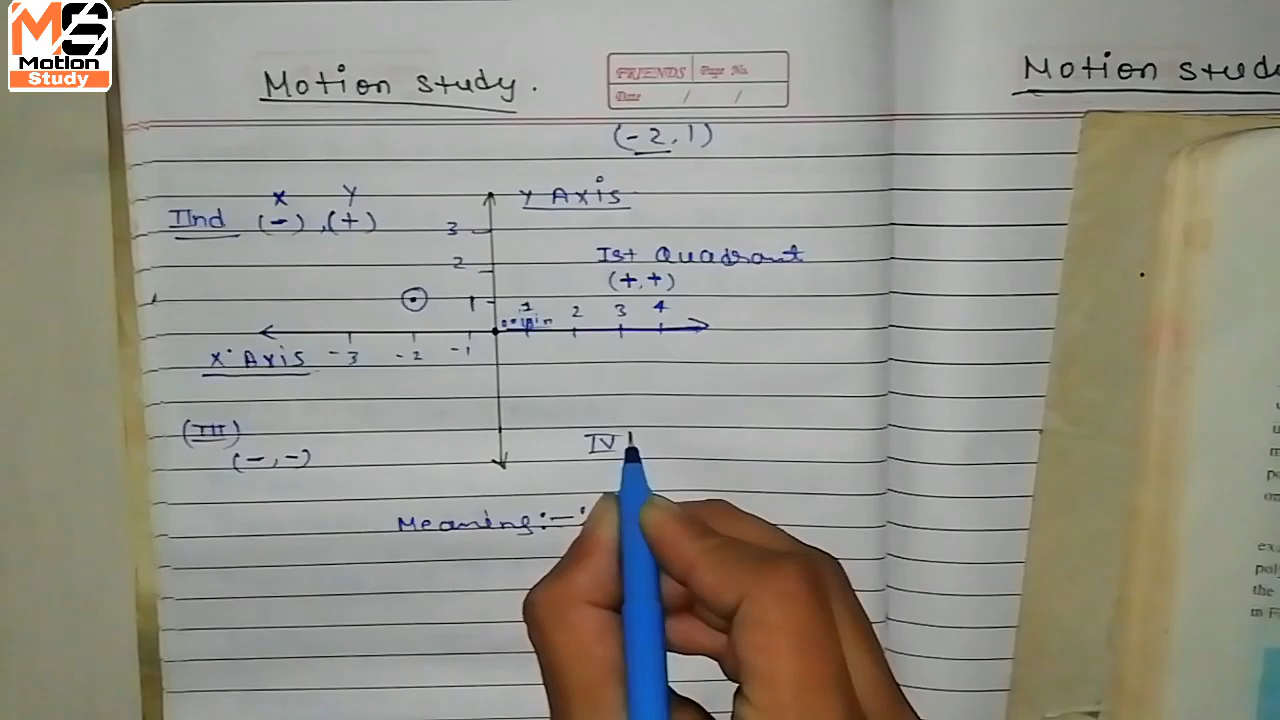 MS
Motion
Study
Motion study.
FRIENDS Page No.
Date / /
Motion stud
(-2, 1)
x y
IInd (-) ,(+)
Y Axis
3
2
1
Ist Quadrant
(+,+)
origin
1 2 3 4
X Axis -3 -2 -1
(III)
(-,-)
IV
Meaning:-